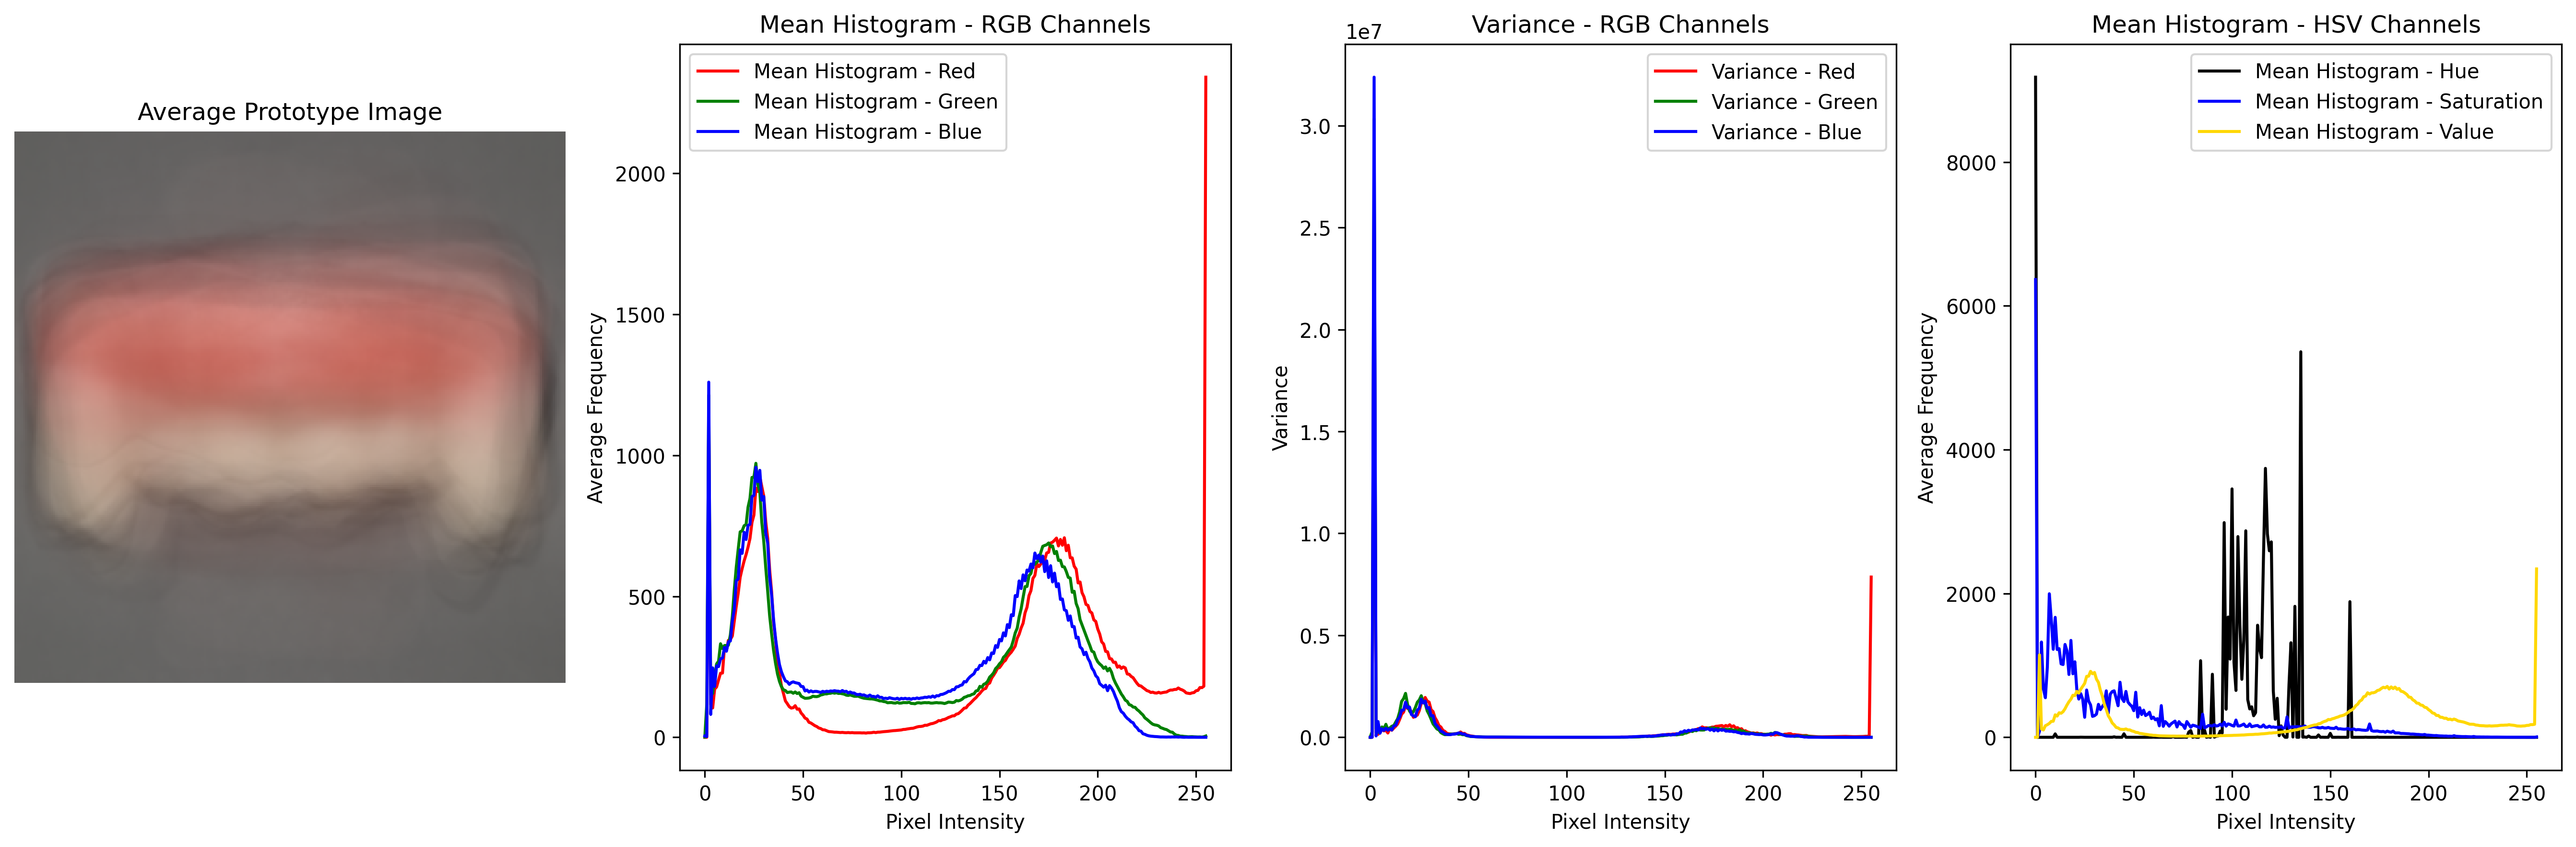 Average Prototype Image
Mean Histogram - RGB Channels
Mean Histogram - Red
Mean Histogram - Green
Mean Histogram - Blue
Average Frequency
2000
1500
1000
500
0
0 50 100 150 200 250
Pixel Intensity
Variance - RGB Channels
1e7
Variance - Red
Variance - Green
Variance - Blue
Variance
3.0
2.5
2.0
1.5
1.0
0.5
0.0
0 50 100 150 200 250
Pixel Intensity
Mean Histogram - HSV Channels
Mean Histogram - Hue
Mean Histogram - Saturation
Mean Histogram - Value
Average Frequency
8000
6000
4000
2000
0
0 50 100 150 200 250
Pixel Intensity